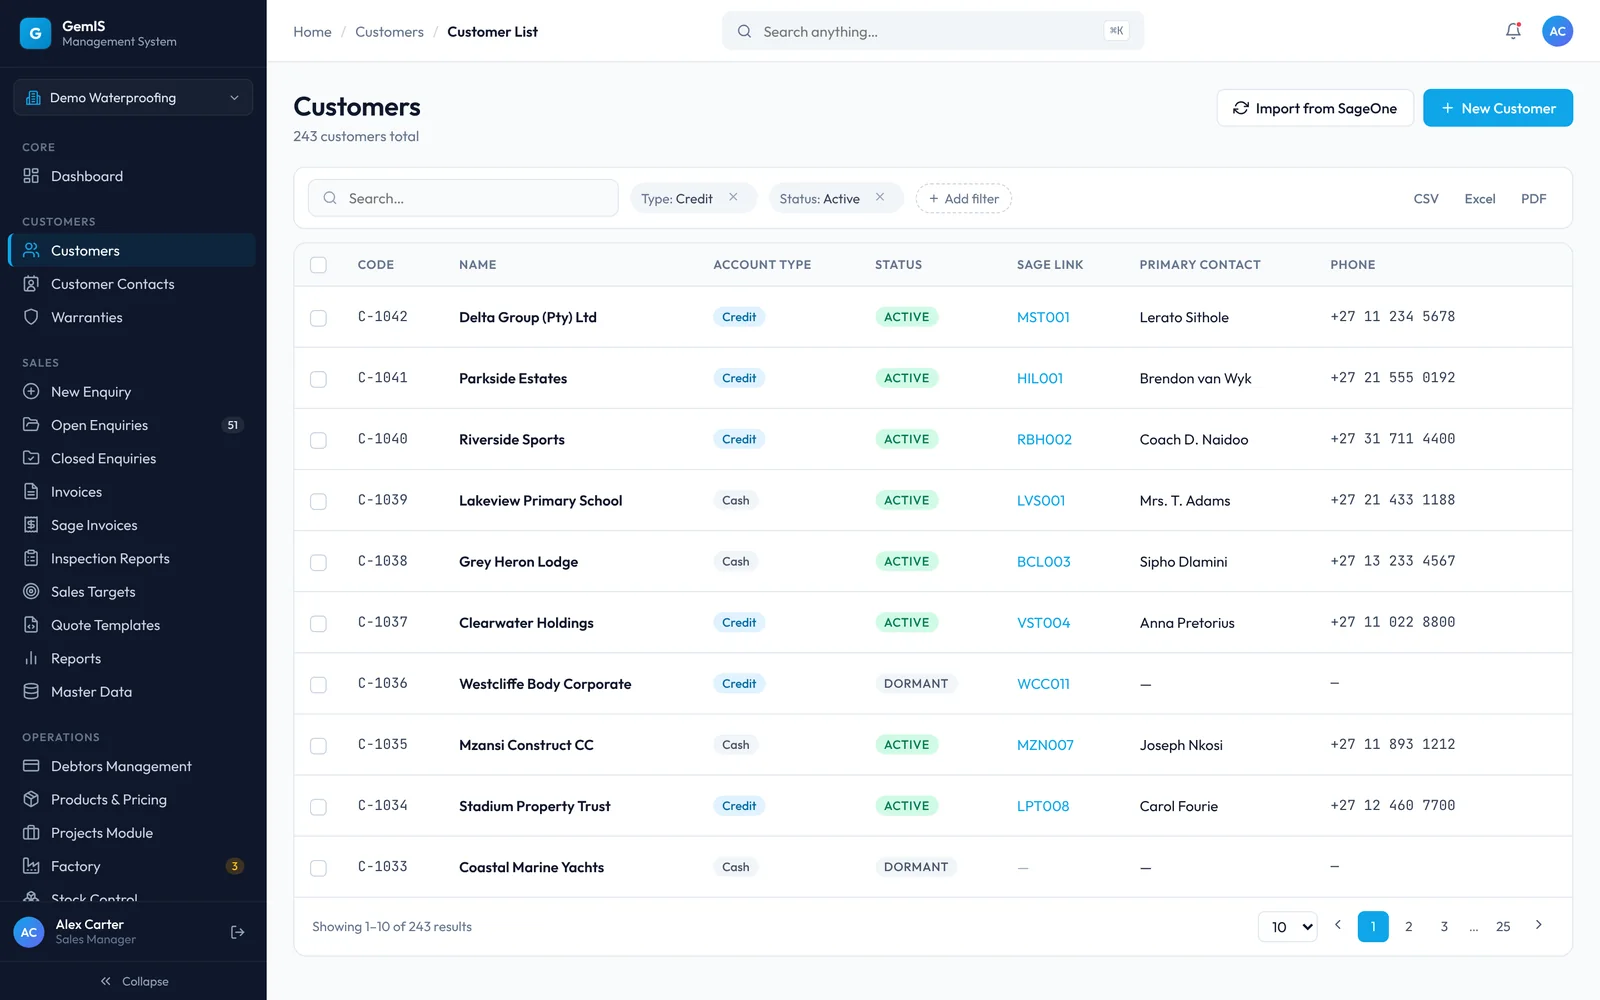 G
GemIS
Management System
Demo Waterproofing
CORE
Dashboard
CUSTOMERS
Customers
Customer Contacts
Warranties
SALES
New Enquiry
Open Enquiries 51
Closed Enquiries
Invoices
Sage Invoices
Inspection Reports
Sales Targets
Quote Templates
Reports
Master Data
OPERATIONS
Debtors Management
Products & Pricing
Projects Module
Factory 3
Stock Control
AC
Alex Carter
Sales Manager
Collapse
Home / Customers / Customer List
Search anything... ⌘K
AC
Customers
243 customers total
Import from SageOne
+ New Customer
Search...
Type: Credit ×
Status: Active ×
+ Add filter
CSV Excel PDF
CODE NAME ACCOUNT TYPE STATUS SAGE LINK PRIMARY CONTACT PHONE
C-1042 Delta Group (Pty) Ltd Credit ACTIVE MST001 Lerato Sithole +27 11 234 5678
C-1041 Parkside Estates Credit ACTIVE HIL001 Brendon van Wyk +27 21 555 0192
C-1040 Riverside Sports Credit ACTIVE RBH002 Coach D. Naidoo +27 31 711 4400
C-1039 Lakeview Primary School Cash ACTIVE LVS001 Mrs. T. Adams +27 21 433 1188
C-1038 Grey Heron Lodge Cash ACTIVE BCL003 Sipho Dlamini +27 13 233 4567
C-1037 Clearwater Holdings Credit ACTIVE VST004 Anna Pretorius +27 11 022 8800
C-1036 Westcliffe Body Corporate Credit DORMANT WCC011 — —
C-1035 Mzansi Construct CC Cash ACTIVE MZN007 Joseph Nkosi +27 11 893 1212
C-1034 Stadium Property Trust Credit ACTIVE LPT008 Carol Fourie +27 12 460 7700
C-1033 Coastal Marine Yachts Cash DORMANT — — —
Showing 1–10 of 243 results
10 ‹ 1 2 3 ... 25 ›